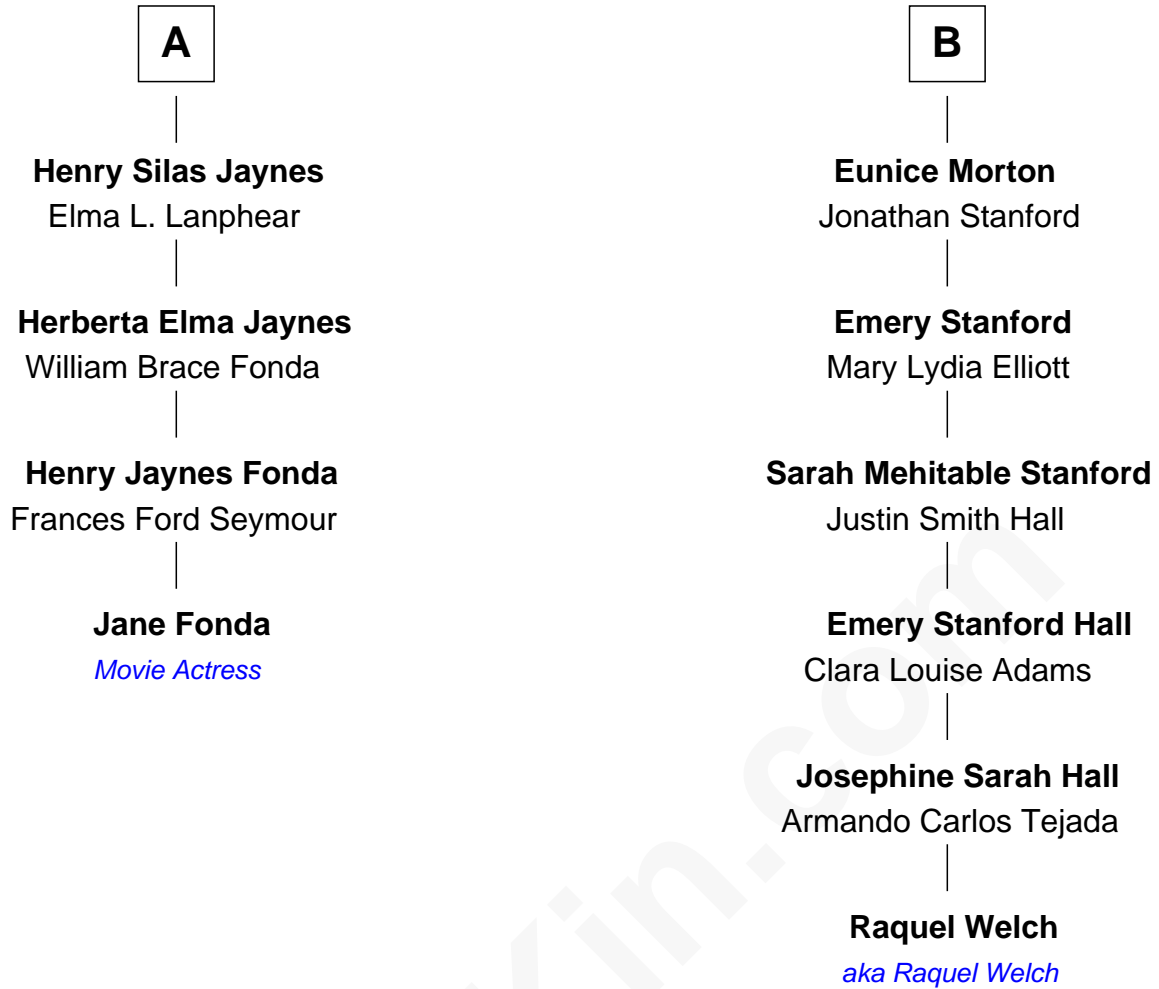 A
Henry Silas Jaynes
Elma L. Lanphear
Herberta Elma Jaynes
William Brace Fonda
Henry Jaynes Fonda
Frances Ford Seymour
Jane Fonda
Movie Actress
B
Eunice Morton
Jonathan Stanford
Emery Stanford
Mary Lydia Elliott
Sarah Mehitable Stanford
Justin Smith Hall
Emery Stanford Hall
Clara Louise Adams
Josephine Sarah Hall
Armando Carlos Tejada
Raquel Welch
aka Raquel Welch